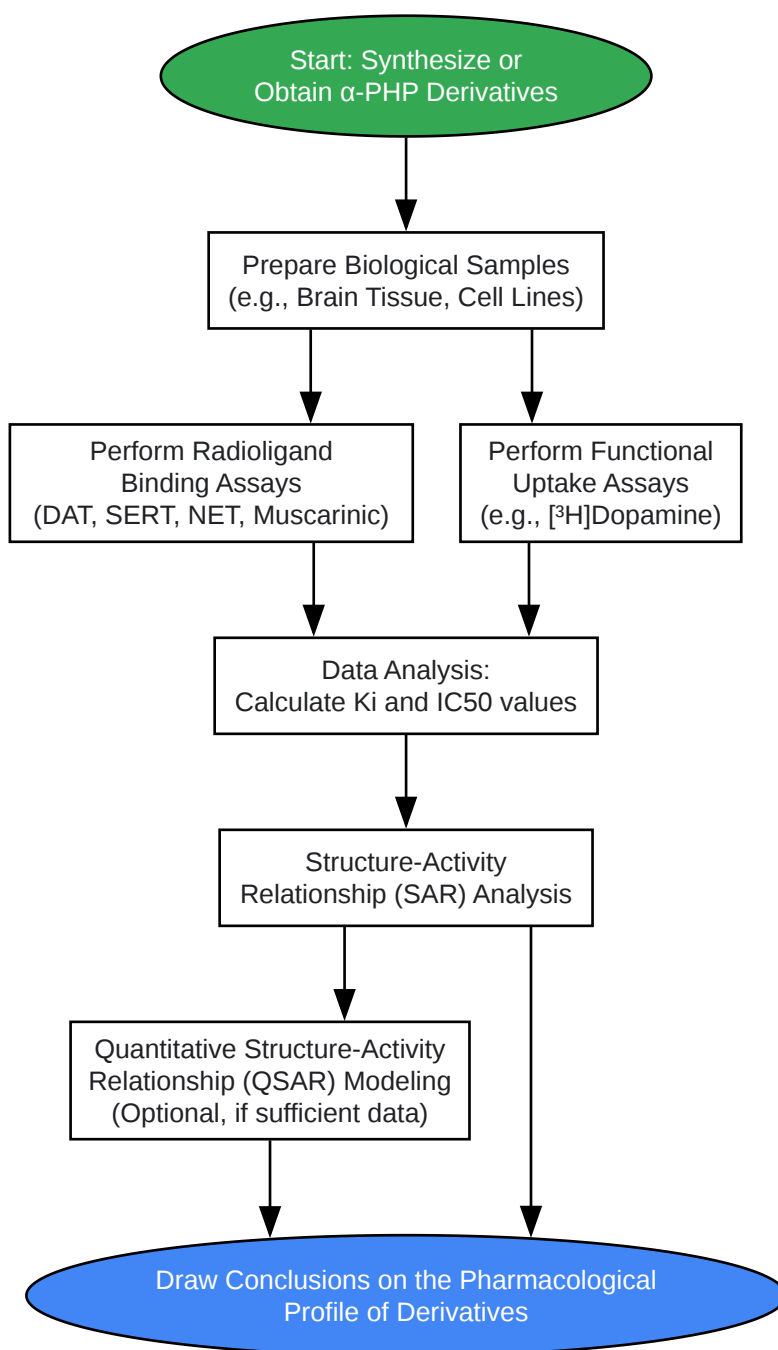 Start: Synthesize or
Obtain α-PHP Derivatives
Prepare Biological Samples
(e.g., Brain Tissue, Cell Lines)
Perform Radioligand
Binding Assays
(DAT, SERT, NET, Muscarinic)
Perform Functional
Uptake Assays
(e.g., [³H]Dopamine)
Data Analysis:
Calculate Ki and IC50 values
Structure-Activity
Relationship (SAR) Analysis
Quantitative Structure-Activity
Relationship (QSAR) Modeling
(Optional, if sufficient data)
Draw Conclusions on the Pharmacological
Profile of Derivatives